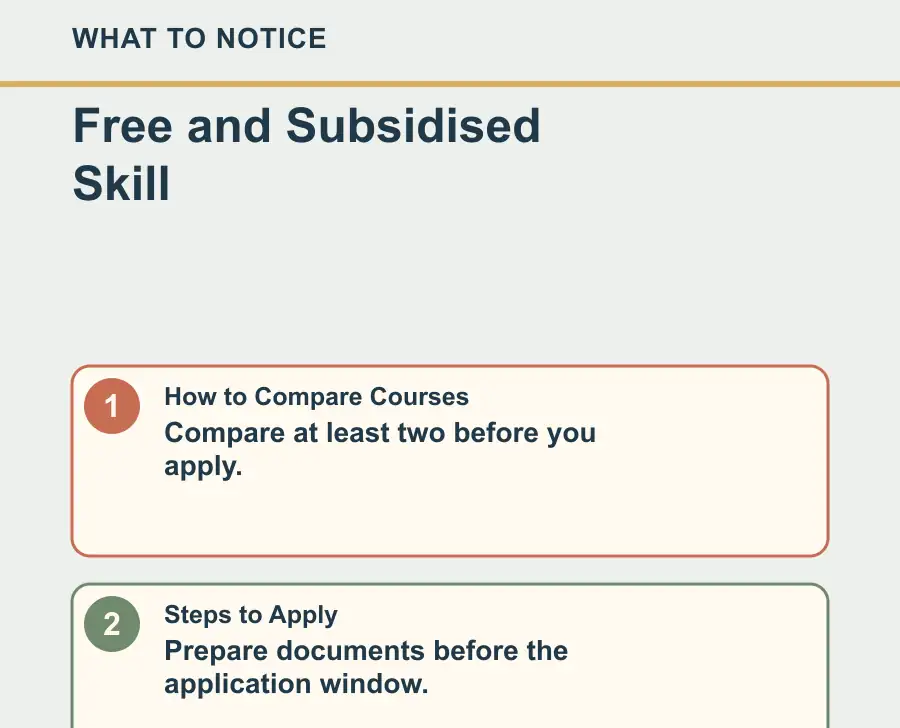 WHAT TO NOTICE
Free and Subsidised
Skill
1
How to Compare Courses
Compare at least two before you
apply.
2
Steps to Apply
Prepare documents before the
application window.